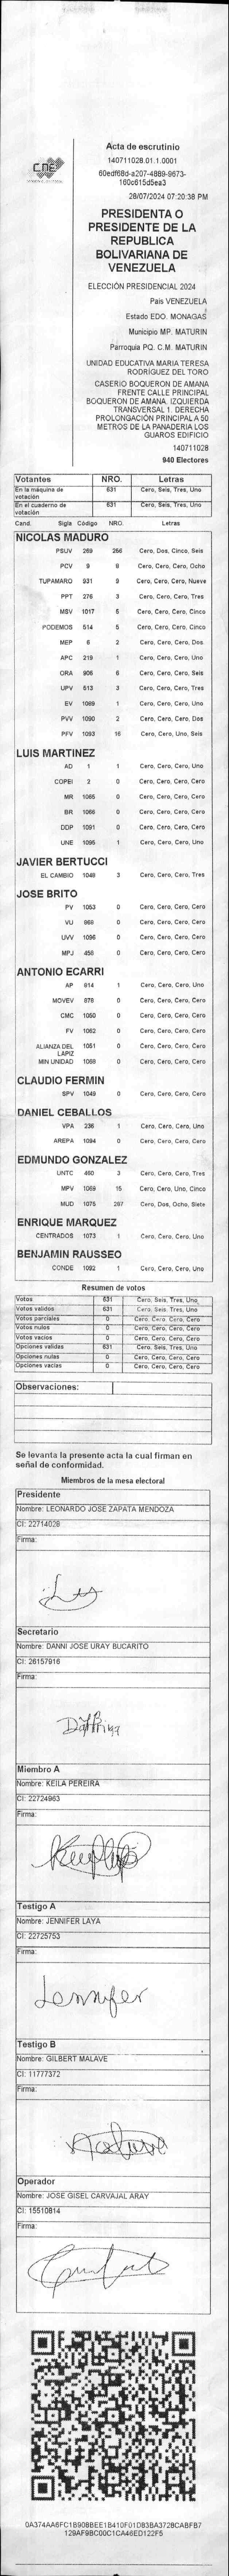 CNE
Acta de escrutinio
140711028.01.1.0001
60edf68d-a207-4889-9673-
160c615d5ea3
28/07/2024 07:20:38 PM
PRESIDENTA O
PRESIDENTE DE LA
REPUBLICA
BOLIVARIANA DE
VENEZUELA
ELECCIÓN PRESIDENCIAL 2024
País VENEZUELA
Estado EDO. MONAGAS
Municipio MP. MATURIN
Parroquia PQ. C.M. MATURIN
UNIDAD EDUCATIVA MARIA TERESA
RODRÍGUEZ DEL TORO
CASERÍO BOQUERON DE AMANA
FRENTE CALLE PRINCIPAL
BOQUERON DE AMANA. IZQUIERDA
TRANSVERSAL 1. DERECHA
PROLONGACIÓN PRINCIPAL A 50
METROS DE LA PANADERIA LOS
GUAROS EDIFICIO
140711028
940 Electores
Votantes NRO. Letras
En la máquina de votación 631 Cero, Seis, Tres, Uno
En el cuaderno de votación 631 Cero, Seis, Tres, Uno
Cand. Sigla Código NRO. Letras
NICOLAS MADURO
PSUV 269 256 Cero, Dos, Cinco, Seis
PCV 9 8 Cero, Cero, Cero, Ocho
TUPAMARO 931 9 Cero, Cero, Cero, Nueve
PPT 276 3 Cero, Cero, Cero, Tres
MSV 1017 5 Cero, Cero, Cero, Cinco
PODEMOS 514 5 Cero, Cero, Cero, Cinco
MEP 6 2 Cero, Cero, Cero, Dos
APC 219 1 Cero, Cero, Cero, Uno
ORA 906 6 Cero, Cero, Cero, Seis
UPV 513 3 Cero, Cero, Cero, Tres
EV 1089 1 Cero, Cero, Cero, Uno
PVV 1090 2 Cero, Cero, Cero, Dos
PFV 1093 16 Cero, Cero, Uno, Seis
LUIS MARTINEZ
AD 1 1 Cero, Cero, Cero, Uno
COPEI 2 0 Cero, Cero, Cero, Cero
MR 1065 0 Cero, Cero, Cero, Cero
BR 1066 0 Cero, Cero, Cero, Cero
DDP 1091 0 Cero, Cero, Cero, Cero
UNE 1095 1 Cero, Cero, Cero, Uno
JAVIER BERTUCCI
EL CAMBIO 1048 3 Cero, Cero, Cero, Tres
JOSE BRITO
PV 1053 0 Cero, Cero, Cero, Cero
VU 868 0 Cero, Cero, Cero, Cero
UVV 1096 0 Cero, Cero, Cero, Cero
MPJ 458 0 Cero, Cero, Cero, Cero
ANTONIO ECARRI
AP 914 1 Cero, Cero, Cero, Uno
MOVEV 879 0 Cero, Cero, Cero, Cero
CMC 1050 0 Cero, Cero, Cero, Cero
FV 1062 0 Cero, Cero, Cero, Cero
ALIANZA DEL LAPIZ 1051 0 Cero, Cero, Cero, Cero
MIN UNIDAD 1058 0 Cero, Cero, Cero, Cero
CLAUDIO FERMIN
SPV 1049 0 Cero, Cero, Cero, Cero
DANIEL CEBALLOS
VPA 236 1 Cero, Cero, Cero, Uno
AREPA 1094 0 Cero, Cero, Cero, Cero
EDMUNDO GONZALEZ
UNTC 460 3 Cero, Cero, Cero, Tres
MPV 1069 15 Cero, Cero, Uno, Cinco
MUD 1075 287 Cero, Dos, Ocho, Siete
ENRIQUE MARQUEZ
CENTRADOS 1073 1 Cero, Cero, Cero, Uno
BENJAMIN RAUSSEO
CONDE 1092 1 Cero, Cero, Cero, Uno
Resumen de votos
Votos 631 Cero, Seis, Tres, Uno
Votos validos 631 Cero, Seis, Tres, Uno
Votos parciales 0 Cero, Cero, Cero, Cero
Votos nulos 0 Cero, Cero, Cero, Cero
Votos vacios 0 Cero, Cero, Cero, Cero
Opciones validas 631 Cero, Seis, Tres, Uno
Opciones nulas 0 Cero, Cero, Cero, Cero
Opciones vacias 0 Cero, Cero, Cero, Cero
Observaciones:
Se levanta la presente acta la cual firman en
señal de conformidad.
Miembros de la mesa electoral
Presidente
Nombre: LEONARDO JOSE ZAPATA MENDOZA
CI: 22714028
Firma:
Secretario
Nombre: DANNI JOSE URAY BUCARITO
CI: 26157916
Firma:
Miembro A
Nombre: KEILA PEREIRA
CI: 22724963
Firma:
Testigo A
Nombre: JENNIFER LAYA
CI: 22725753
Firma:
Jennifer
Testigo B
Nombre: GILBERT MALAVE
CI: 11777372
Firma:
Operador
Nombre: JOSE GISEL CARVAJAL ARAY
CI: 15510814
Firma:
0A374AA6FC1B90BBEE1B410F01D83BA3728CABFB7
129AF9BC00C1CA46ED122F5